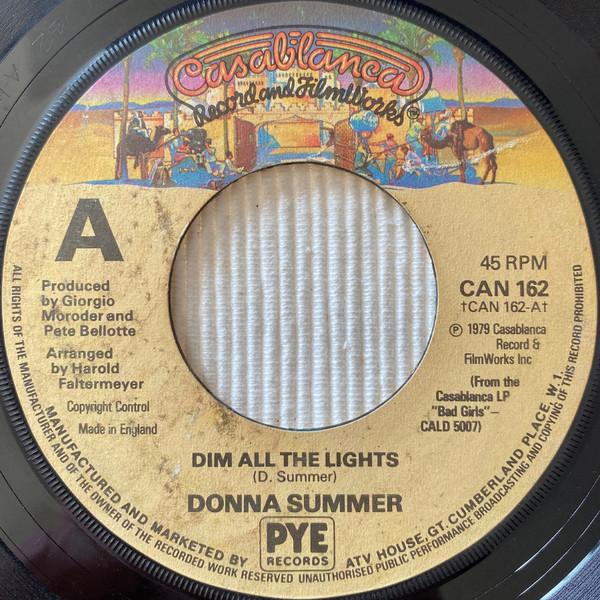 Casablanca
Record and FilmWorks®
A
45 RPM
CAN 162
†CAN 162-A†
Ⓟ 1979 Casablanca
Record &
FilmWorks Inc
(From the
Casablanca LP
"Bad Girls"—
CALD 5007)
Produced
by Giorgio
Moroder and
Pete Bellotte
Arranged
by Harold
Faltermeyer
Copyright Control
Made in England
DIM ALL THE LIGHTS
(D. Summer)
DONNA SUMMER
PYE
RECORDS
MANUFACTURED AND MARKETED BY
ATV HOUSE, GT. CUMBERLAND PLACE, W.1.
ALL RIGHTS OF THE MANUFACTURER AND OF THE OWNER OF THE RECORDED WORK RESERVED UNAUTHORISED PUBLIC PERFORMANCE BROADCASTING AND COPYING OF THIS RECORD PROHIBITED